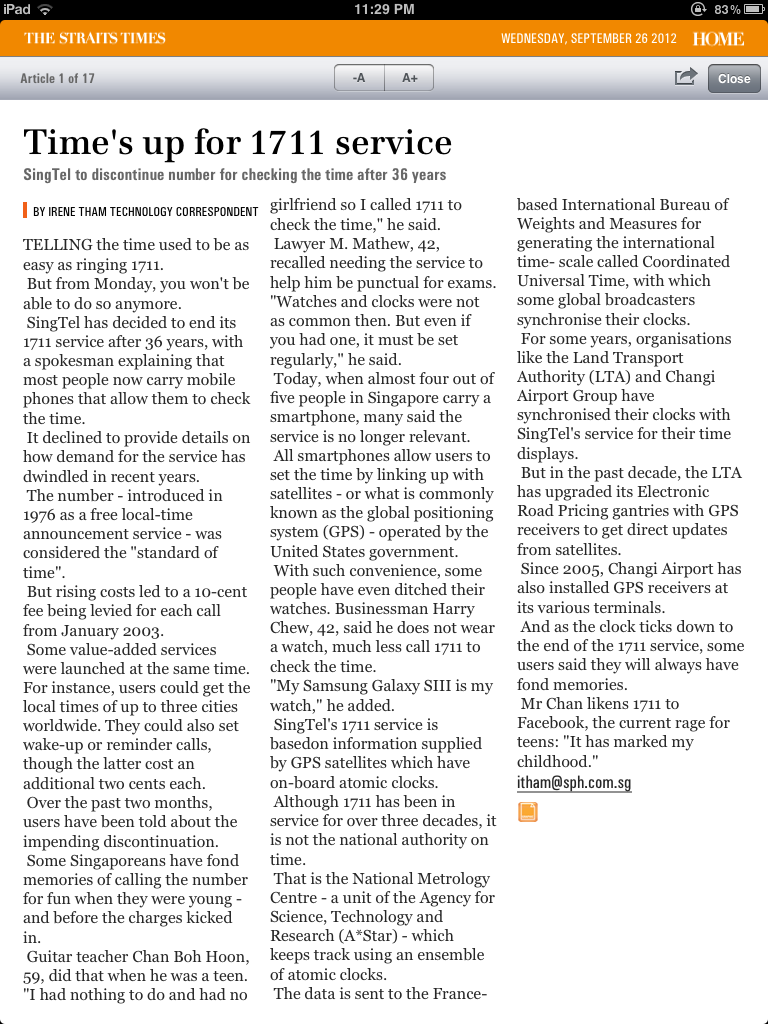 iPad
11:29 PM
83%
THE STRAITS TIMES
WEDNESDAY, SEPTEMBER 26 2012
HOME
Article 1 of 17
-A
A+
Close
Time's up for 1711 service
SingTel to discontinue number for checking the time after 36 years
BY IRENE THAM TECHNOLOGY CORRESPONDENT
TELLING the time used to be as
easy as ringing 1711.
But from Monday, you won't be
able to do so anymore.
SingTel has decided to end its
1711 service after 36 years, with
a spokesman explaining that
most people now carry mobile
phones that allow them to check
the time.
It declined to provide details on
how demand for the service has
dwindled in recent years.
The number - introduced in
1976 as a free local-time
announcement service - was
considered the "standard of
time".
But rising costs led to a 10-cent
fee being levied for each call
from January 2003.
Some value-added services
were launched at the same time.
For instance, users could get the
local times of up to three cities
worldwide. They could also set
wake-up or reminder calls,
though the latter cost an
additional two cents each.
Over the past two months,
users have been told about the
impending discontinuation.
Some Singaporeans have fond
memories of calling the number
for fun when they were young -
and before the charges kicked
in.
Guitar teacher Chan Boh Hoon,
59, did that when he was a teen.
"I had nothing to do and had no
girlfriend so I called 1711 to
check the time," he said.
Lawyer M. Mathew, 42,
recalled needing the service to
help him be punctual for exams.
"Watches and clocks were not
as common then. But even if
you had one, it must be set
regularly," he said.
Today, when almost four out of
five people in Singapore carry a
smartphone, many said the
service is no longer relevant.
All smartphones allow users to
set the time by linking up with
satellites - or what is commonly
known as the global positioning
system (GPS) - operated by the
United States government.
With such convenience, some
people have even ditched their
watches. Businessman Harry
Chew, 42, said he does not wear
a watch, much less call 1711 to
check the time.
"My Samsung Galaxy SIII is my
watch," he added.
SingTel's 1711 service is
basedon information supplied
by GPS satellites which have
on-board atomic clocks.
Although 1711 has been in
service for over three decades, it
is not the national authority on
time.
That is the National Metrology
Centre - a unit of the Agency for
Science, Technology and
Research (A*Star) - which
keeps track using an ensemble
of atomic clocks.
The data is sent to the France-
based International Bureau of
Weights and Measures for
generating the international
time- scale called Coordinated
Universal Time, with which
some global broadcasters
synchronise their clocks.
For some years, organisations
like the Land Transport
Authority (LTA) and Changi
Airport Group have
synchronised their clocks with
SingTel's service for their time
displays.
But in the past decade, the LTA
has upgraded its Electronic
Road Pricing gantries with GPS
receivers to get direct updates
from satellites.
Since 2005, Changi Airport has
also installed GPS receivers at
its various terminals.
And as the clock ticks down to
the end of the 1711 service, some
users said they will always have
fond memories.
Mr Chan likens 1711 to
Facebook, the current rage for
teens: "It has marked my
childhood."
itham@sph.com.sg